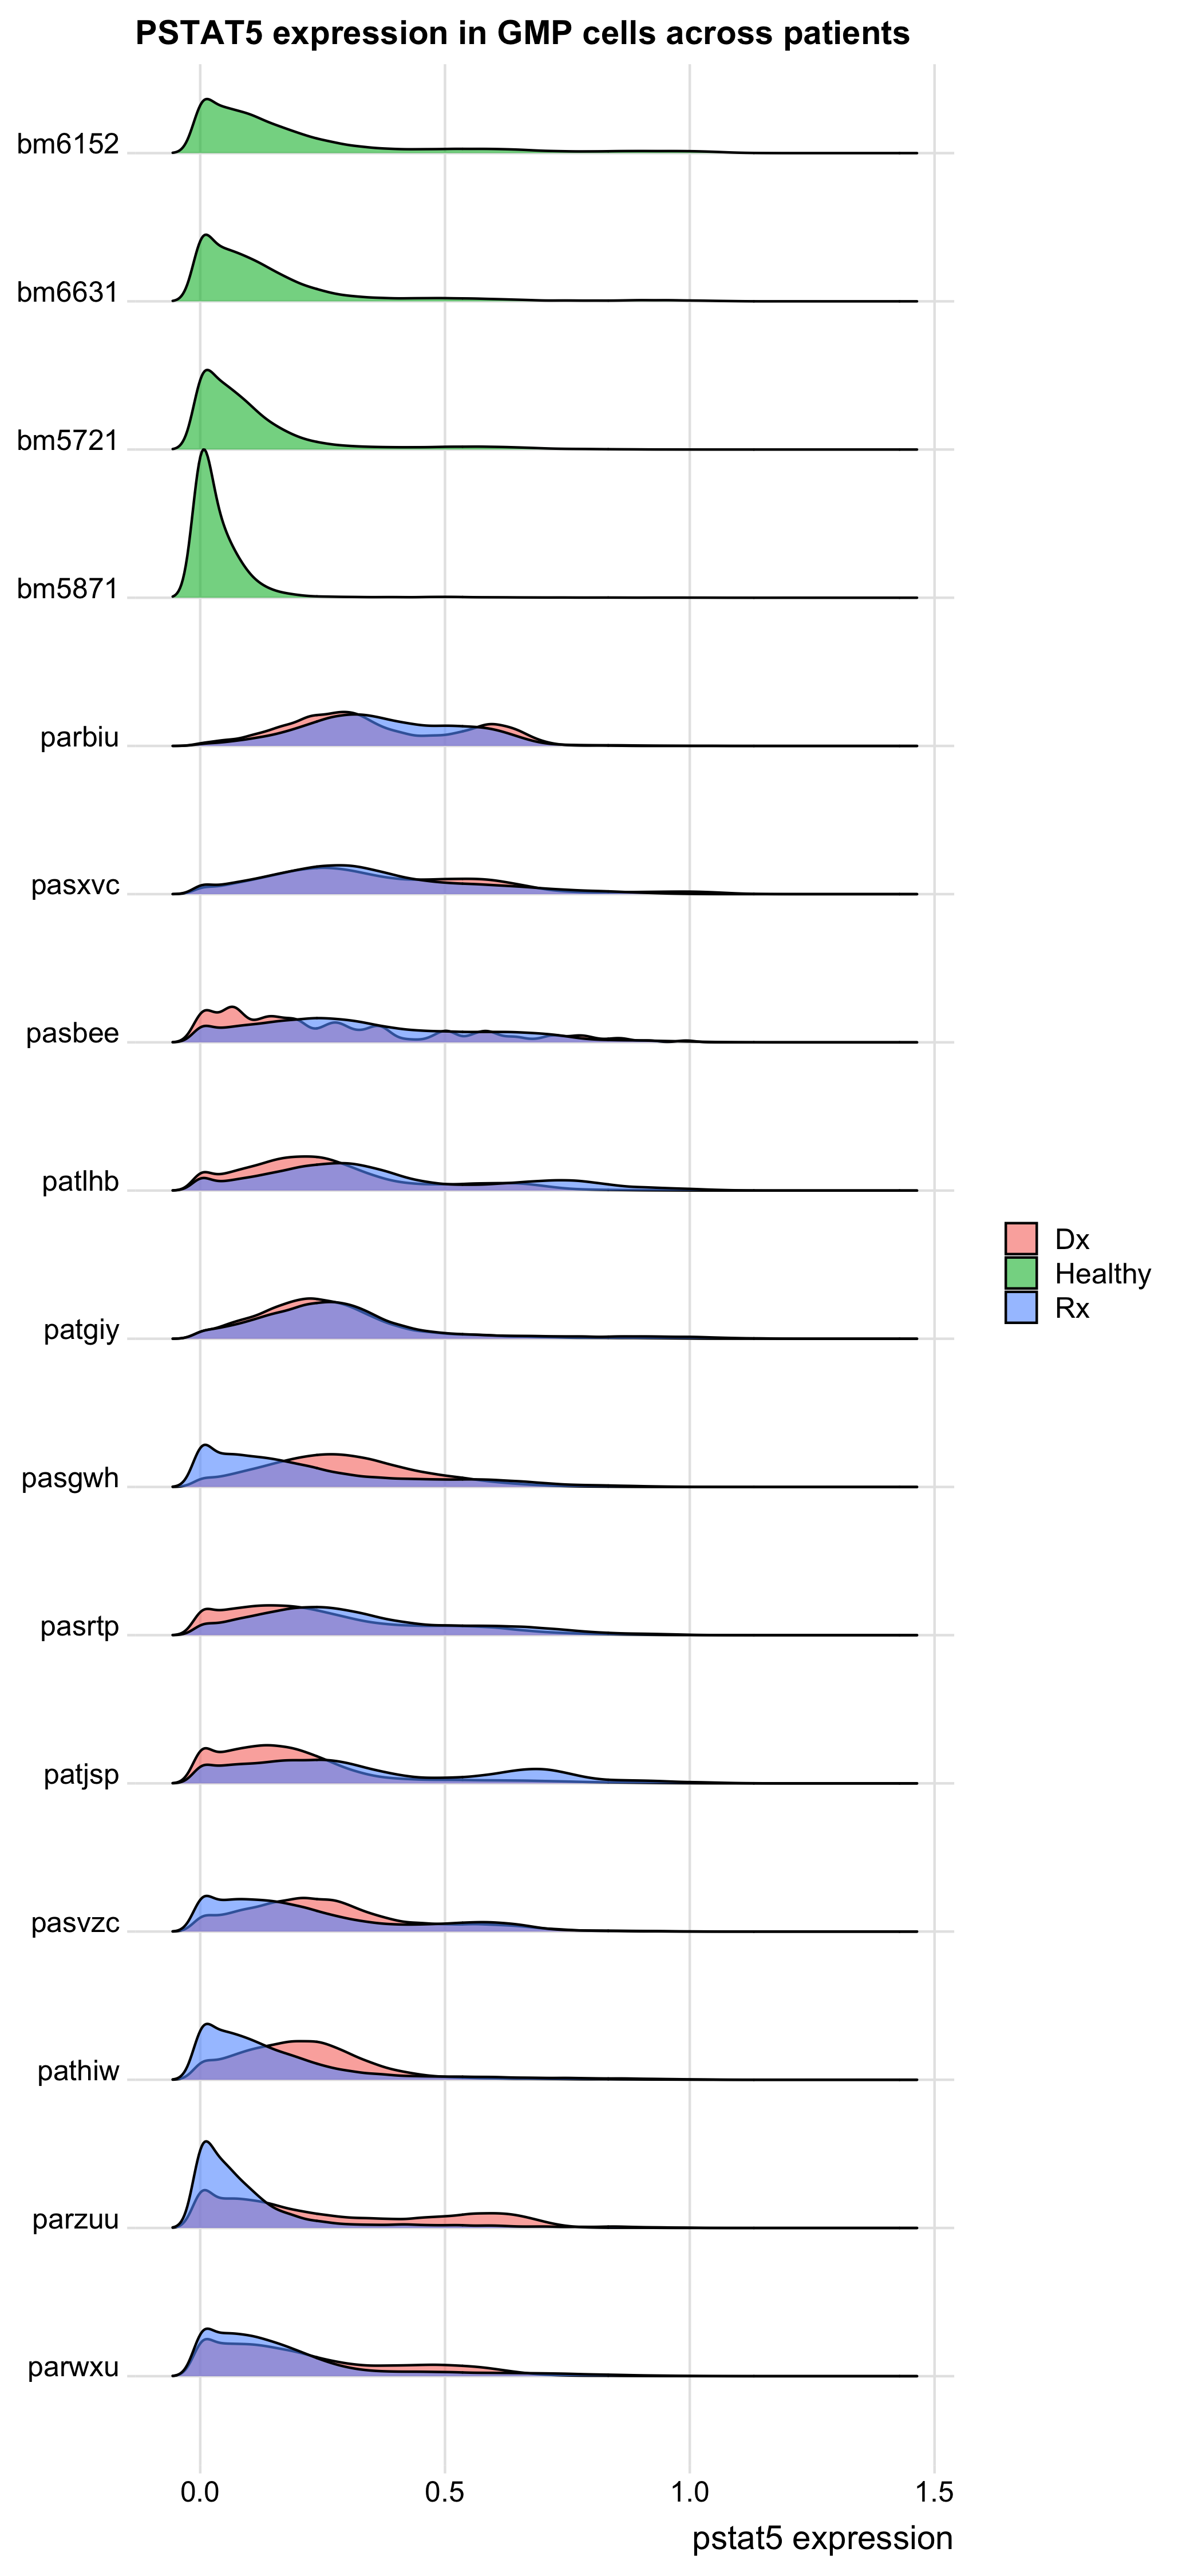 PSTAT5 expression in GMP cells across patients
bm6152
bm6631
bm5721
bm5871
parbiu
pasxvc
pasbee
patlhb
patgiy
pasgwh
pasrtp
patjsp
pasvzc
pathiw
parzuu
parwxu
Dx
Healthy
Rx
0.0 0.5 1.0 1.5
pstat5 expression